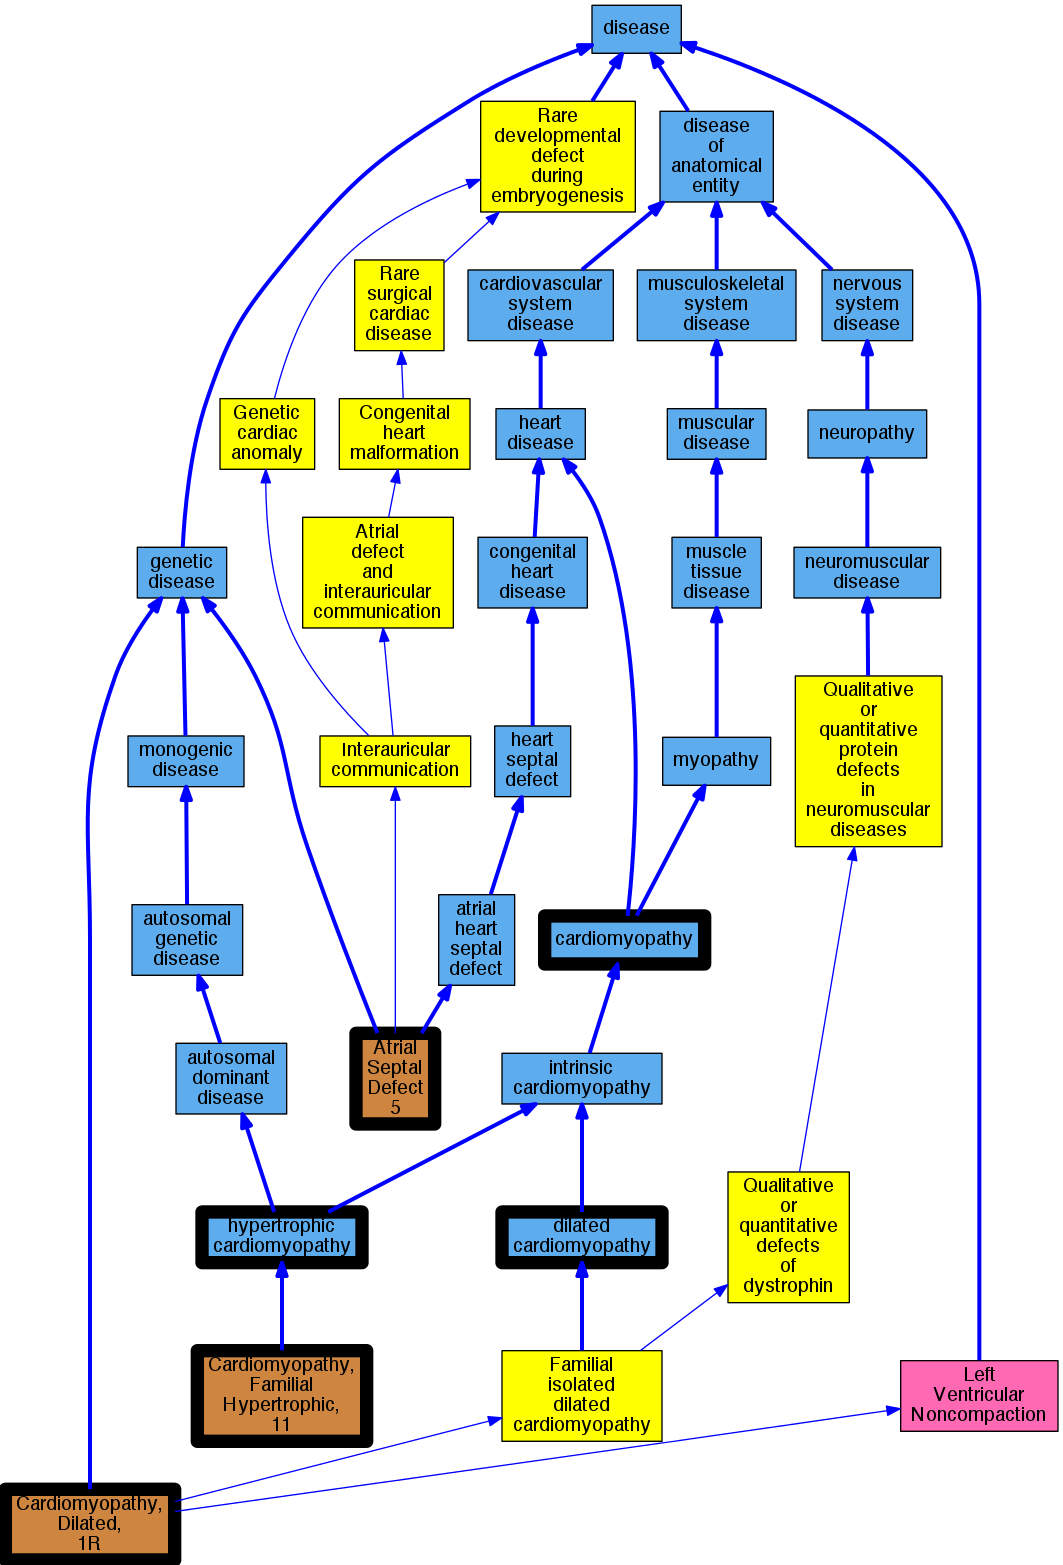 disease
Rare
developmental
defect
during
embryogenesis
disease
of
anatomical
entity
Rare
surgical
cardiac
disease
cardiovascular
system
disease
musculoskeletal
system
disease
nervous
system
disease
Genetic
cardiac
anomaly
Congenital
heart
malformation
heart
disease
muscular
disease
neuropathy
genetic
disease
Atrial
defect
and
interauricular
communication
congenital
heart
disease
muscle
tissue
disease
neuromuscular
disease
monogenic
disease
Interauricular
communication
heart
septal
defect
myopathy
Qualitative
or
quantitative
protein
defects
in
neuromuscular
diseases
autosomal
genetic
disease
atrial
heart
septal
defect
cardiomyopathy
autosomal
dominant
disease
Atrial
Septal
Defect
5
intrinsic
cardiomyopathy
hypertrophic
cardiomyopathy
dilated
cardiomyopathy
Qualitative
or
quantitative
defects
of
dystrophin
Cardiomyopathy,
Familial
Hypertrophic,
11
Familial
isolated
dilated
cardiomyopathy
Left
Ventricular
Noncompaction
Cardiomyopathy,
Dilated,
1R